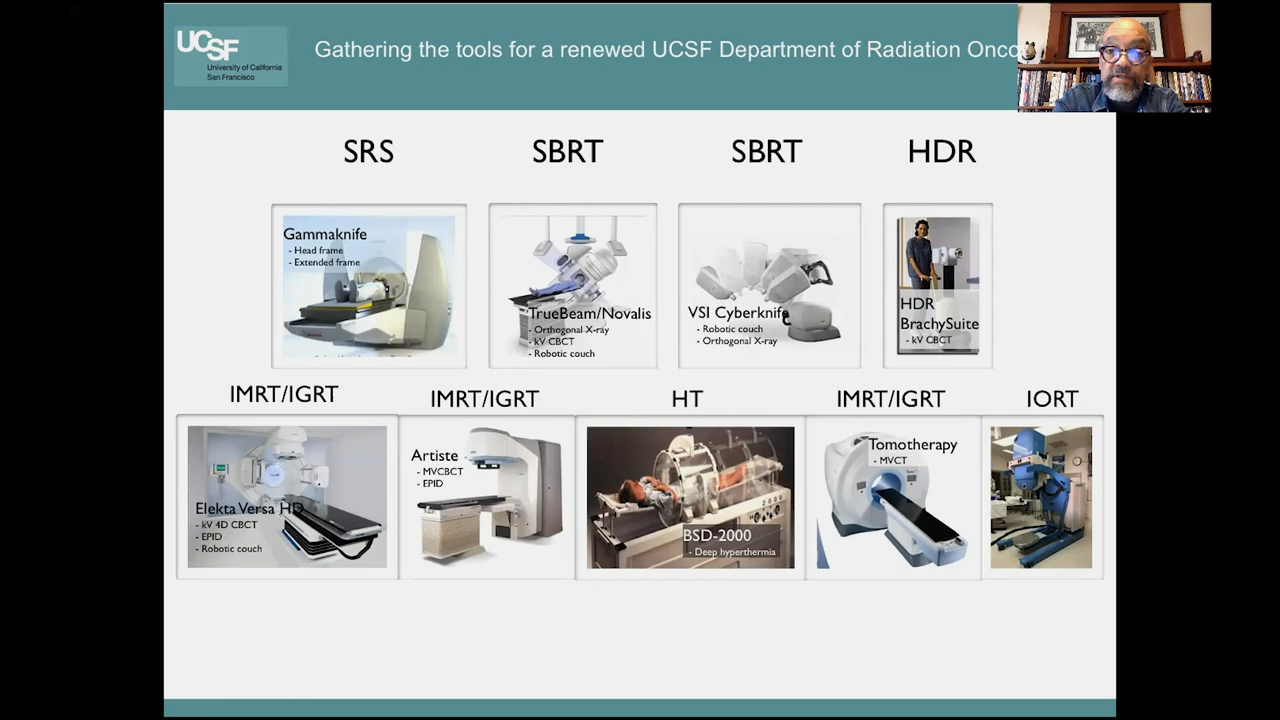 UCSF
University of California
San Francisco
Gathering the tools for a renewed UCSF Department of Radiation Onco
SRS
SBRT
SBRT
HDR
Gammaknife
- Head frame
- Extended frame
TrueBeam/Novalis
- Orthogonal X-ray
- kV CBCT
- Robotic couch
VSI Cyberknife
- Robotic couch
- Orthogonal X-ray
HDR
BrachySuite
- kV CBCT
IMRT/IGRT
IMRT/IGRT
HT
IMRT/IGRT
IORT
Elekta Versa HD
- kV 4D CBCT
- EPID
- Robotic couch
Artiste
- MVCBCT
- EPID
2000
BSD-2000
- Deep hyperthermia
Tomotherapy
- MVCT